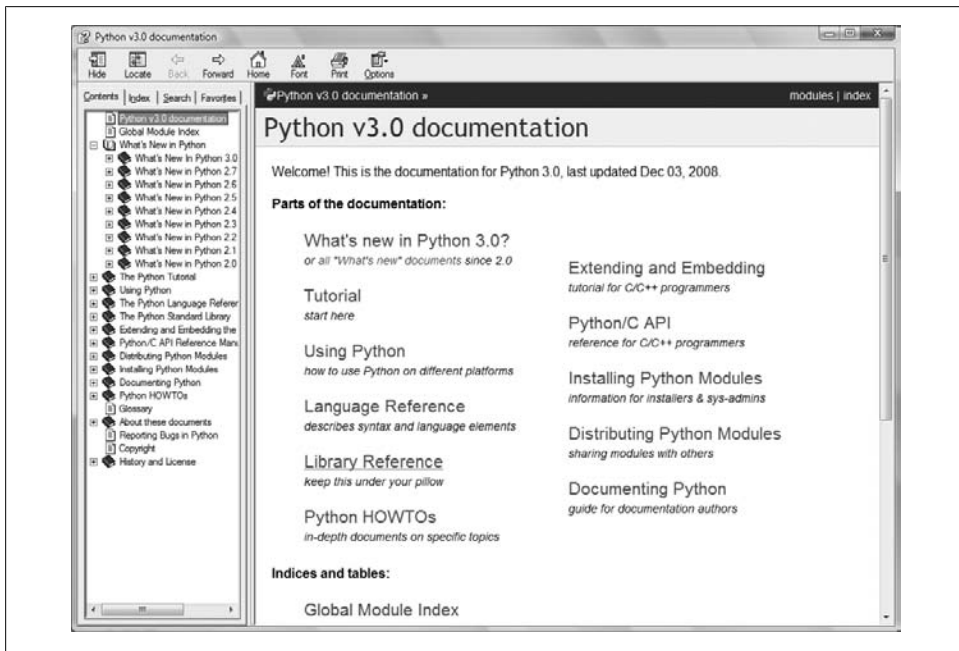 Python v3.0 documentation
Hide Locate Back Forward Home Font Print Options
Contents Index Search Favorites
Python v3.0 documentation
Global Module Index
What's New in Python
What's New In Python 3.0
What's New in Python 2.7
What's New in Python 2.6
What's New in Python 2.5
What's New in Python 2.4
What's New in Python 2.3
What's New in Python 2.2
What's New in Python 2.1
What's New in Python 2.0
The Python Tutorial
Using Python
The Python Language Referer
The Python Standard Library
Extending and Embedding the
Python/C API Reference Manu
Distributing Python Modules
Installing Python Modules
Documenting Python
Python HOWTOs
Glossary
About these documents
Reporting Bugs in Python
Copyright
History and License
Python v3.0 documentation »
modules | index
Python v3.0 documentation
Welcome! This is the documentation for Python 3.0, last updated Dec 03, 2008.
Parts of the documentation:
What's new in Python 3.0?
or all "What's new" documents since 2.0
Tutorial
start here
Using Python
how to use Python on different platforms
Language Reference
describes syntax and language elements
Library Reference
keep this under your pillow
Python HOWTOs
in-depth documents on specific topics
Extending and Embedding
tutorial for C/C++ programmers
Python/C API
reference for C/C++ programmers
Installing Python Modules
information for installers & sys-admins
Distributing Python Modules
sharing modules with others
Documenting Python
guide for documentation authors
Indices and tables:
Global Module Index